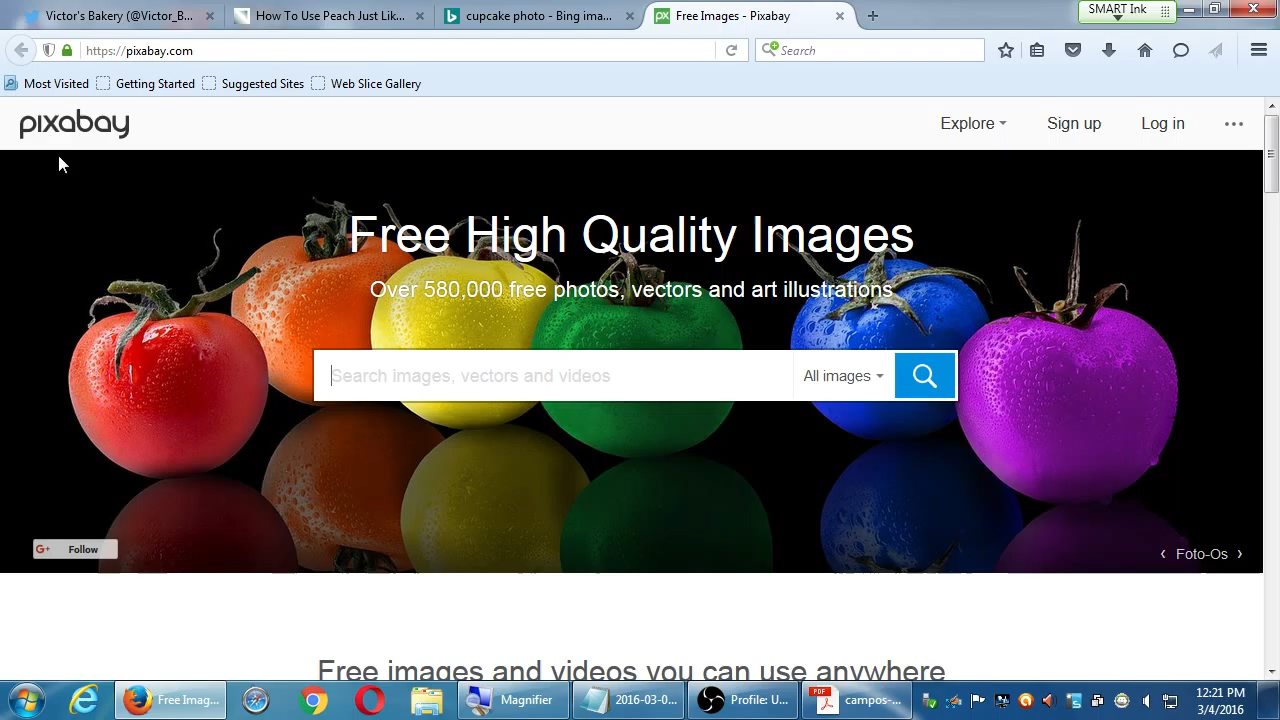 Victor's Bakery (@Victor_B...
How To Use Peach Just Lik...
cupcake photo - Bing ima...
Free Images - Pixabay
SMART Ink
https://pixabay.com
Search
Most Visited
Getting Started
Suggested Sites
Web Slice Gallery
pixabay
Explore
Sign up
Log in
Free High Quality Images
Over 580,000 free photos, vectors and art illustrations
Search images, vectors and videos
All images
G+ Follow
‹ Foto-Os ›
Free images and videos you can use anywhere
Free Imag...
Magnifier
2016-03-0...
Profile: U...
PDF
campos-...
12:21 PM
3/4/2016